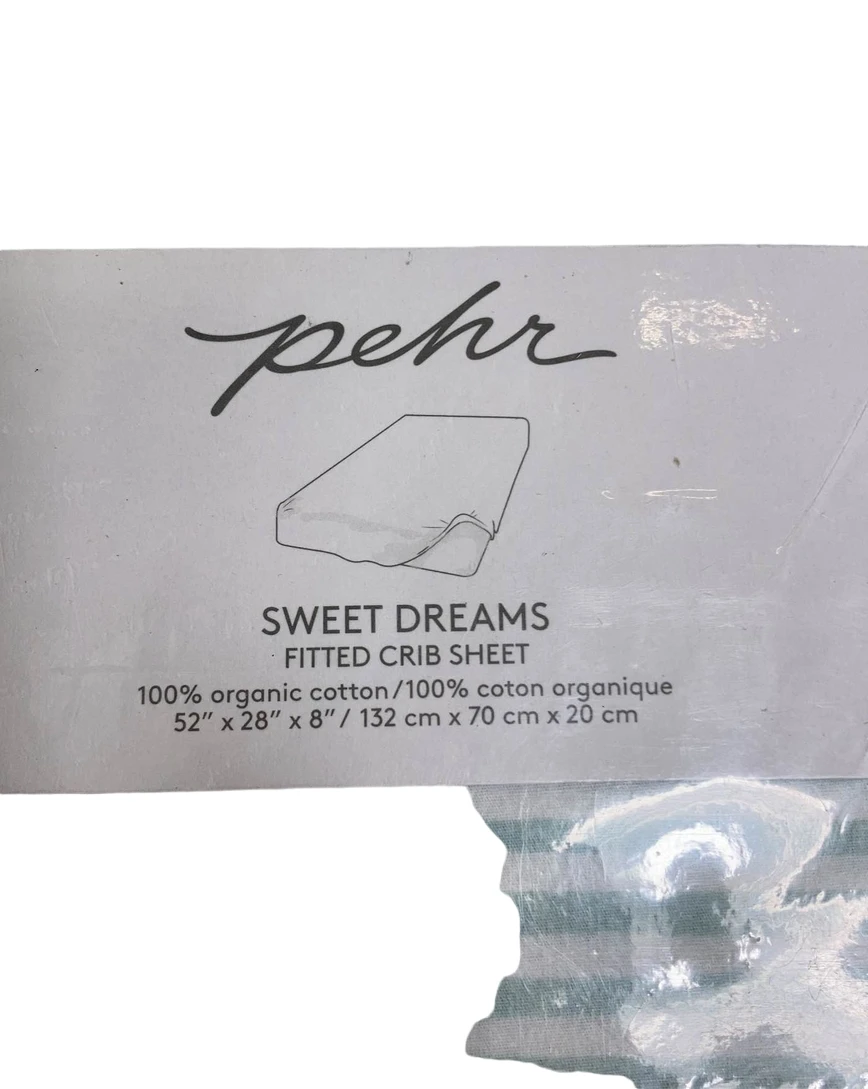 pehr
SWEET DREAMS
FITTED CRIB SHEET
100% organic cotton/100% coton organique
52" x 28" x 8"/ 132 cm x 70 cm x 20 cm